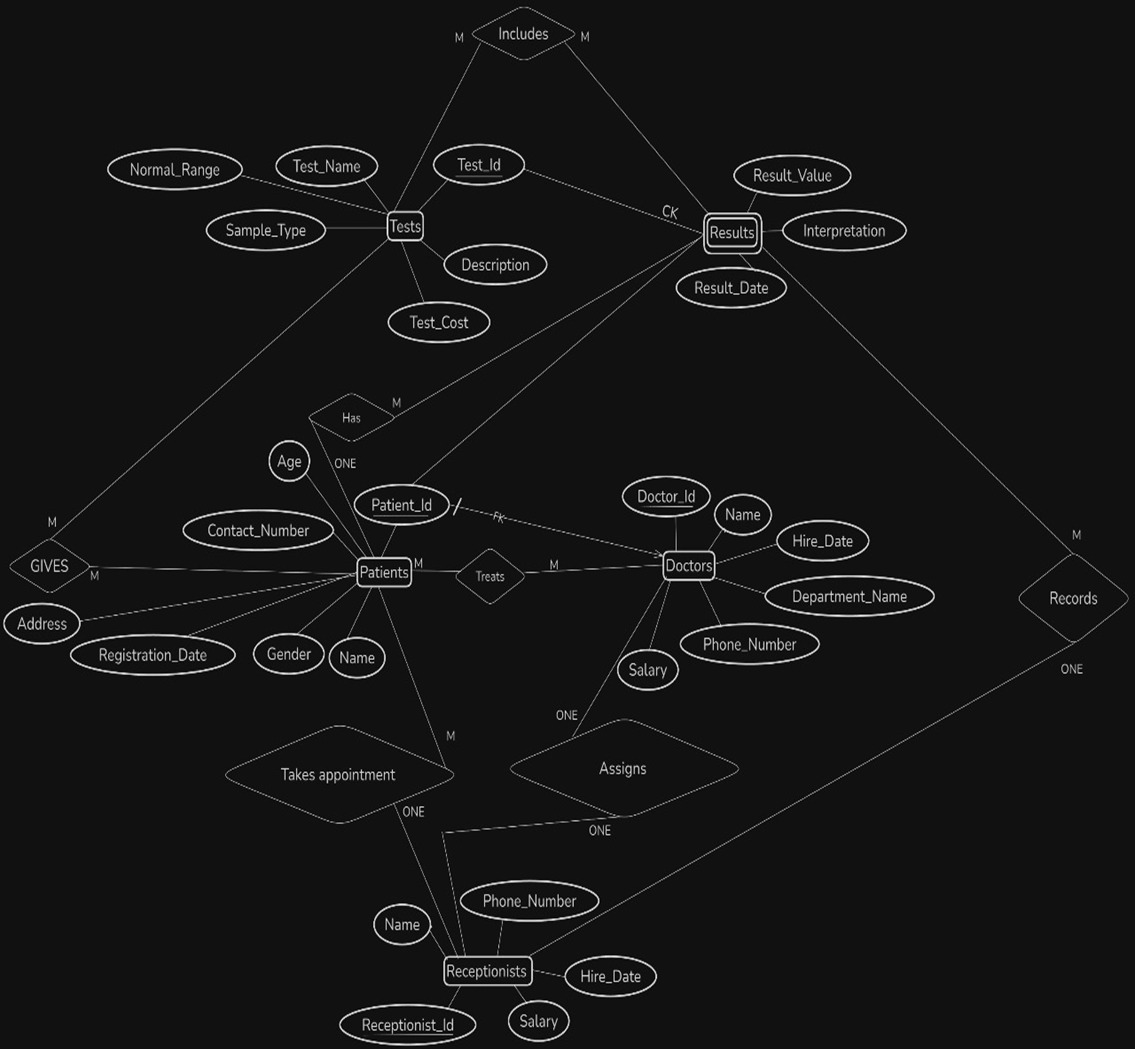 M
Includes
M
Normal_Range
Test_Name
Test_Id
Result_Value
CK
Tests
Results
Sample_Type
Interpretation
Description
Result_Date
Test_Cost
M
Has
ONE
Age
Patient_Id
FK
Doctor_Id
Name
Contact_Number
Hire_Date
M
M
GIVES
M
Patients
M
Treats
M
Doctors
Department_Name
Records
Address
Registration_Date
Gender
Name
Salary
Phone_Number
ONE
M
ONE
Takes appointment
Assigns
ONE
ONE
Name
Phone_Number
Receptionists
Hire_Date
Receptionist_Id
Salary